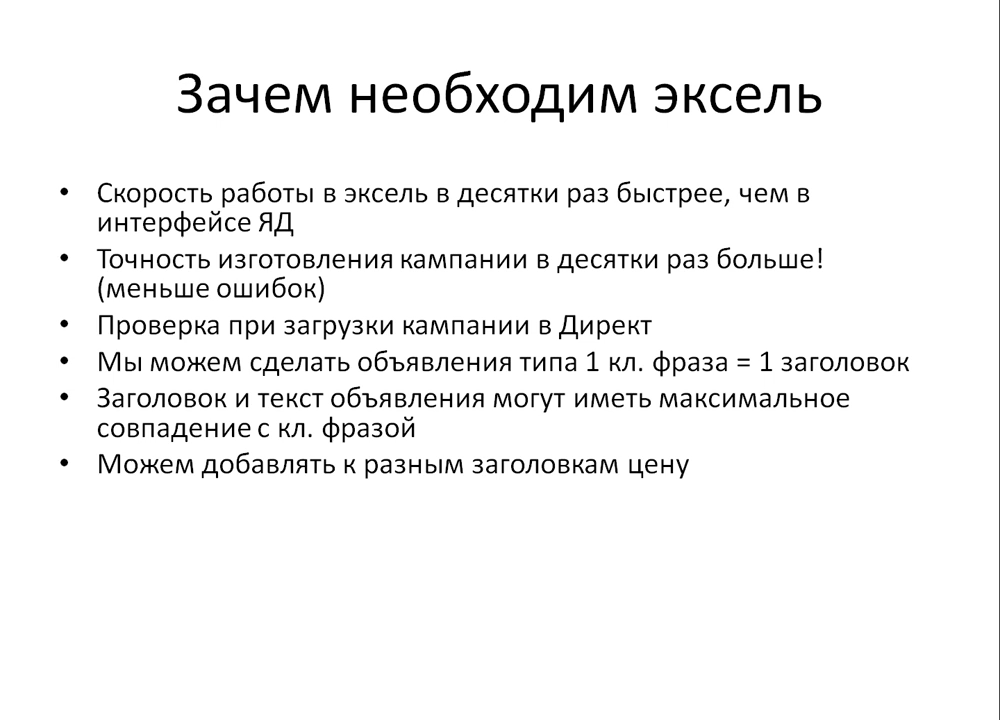 Зачем необходим эксель
• Скорость работы в эксель в десятки раз быстрее, чем в
интерфейсе ЯД
• Точность изготовления кампании в десятки раз больше!
(меньше ошибок)
• Проверка при загрузки кампании в Директ
• Мы можем сделать объявления типа 1 кл. фраза = 1 заголовок
• Заголовок и текст объявления могут иметь максимальное
совпадение с кл. фразой
• Можем добавлять к разным заголовкам цену